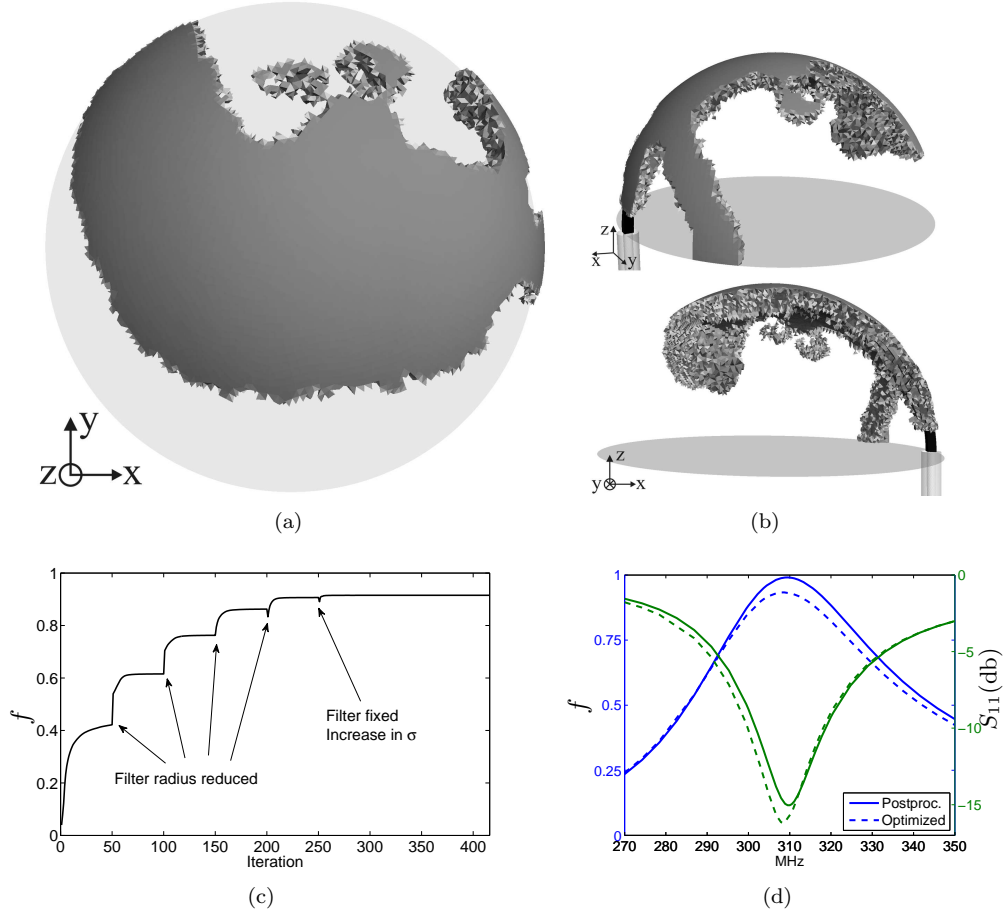 y
z
x
(a)
z
x
y
z
y
x
(b)
1
0.8
0.6
0.4
0.2
0
f
Filter radius reduced
Filter fixed
Increase in σ
0 50 100 150 200 250 300 350 400
Iteration
(c)
1
0.75
0.5
0.25
0
f
0
−5
−10
−15
S11(db)
Postproc.
Optimized
270 280 290 300 310 320 330 340 350
MHz
(d)